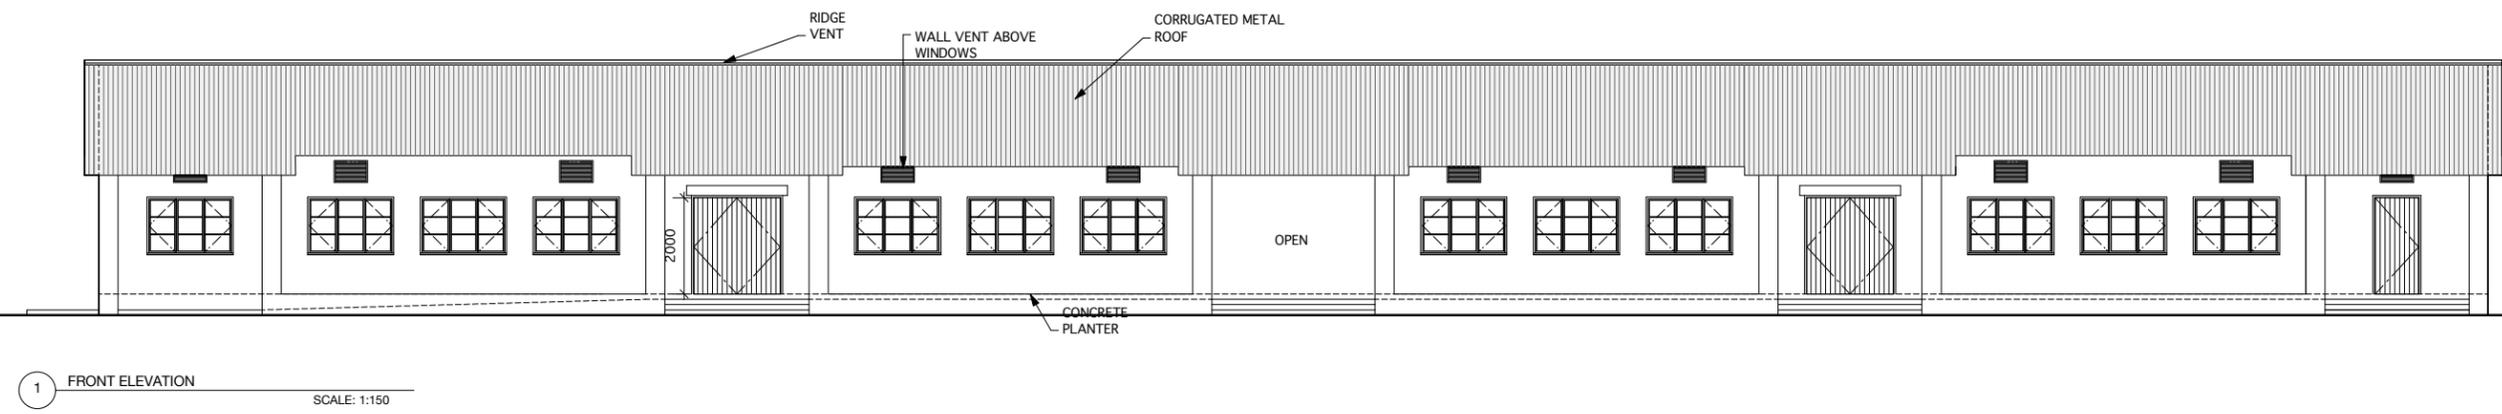 RIDGE
VENT
WALL VENT ABOVE
WINDOWS
CORRUGATED METAL
ROOF
2000
OPEN
CONCRETE
PLANTER
1
FRONT ELEVATION
SCALE: 1:150